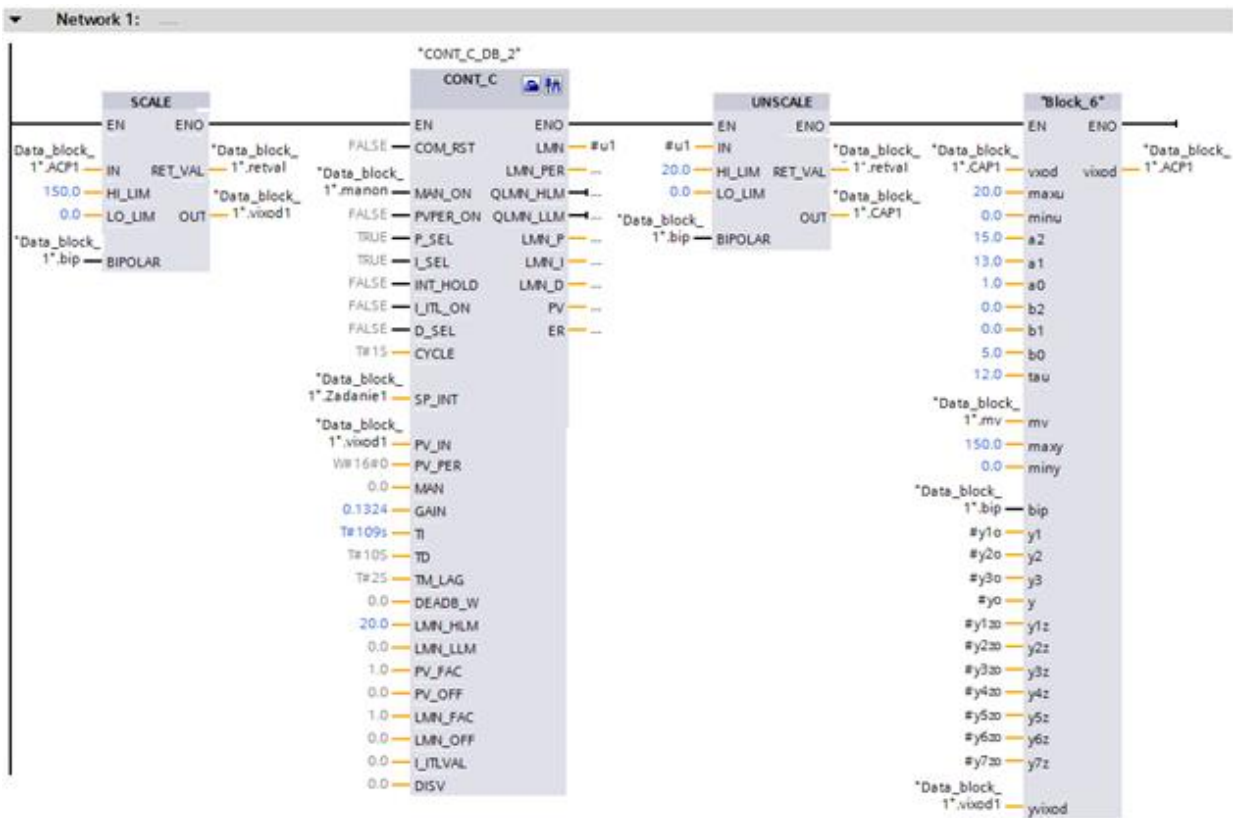 Network 1: ....
SCALE
EN ENO
Data_block_
1".ACP1 IN
RET_VAL "Data_block_
1".retval
150.0 HI_LIM
0.0 LO_LIM
OUT "Data_block_
1".vixod1
"Data_block_
1".bip BIPOLAR
"CONT_C_DB_2"
CONT_C
EN ENO
FALSE COM_RST LMN #u1
LMN_PER ...
"Data_block_
1".manon MAN_ON QLMN_HLM ...
FALSE PVPER_ON QLMN_LLM ...
TRUE P_SEL LMN_P ...
TRUE I_SEL LMN_I ...
FALSE INT_HOLD LMN_D ...
FALSE I_ITL_ON PV ...
FALSE D_SEL ER ...
T#1S CYCLE
"Data_block_
1".Zadanie1 SP_INT
"Data_block_
1".vixod1 PV_IN
W#16#0 PV_PER
0.0 MAN
0.1324 GAIN
T#109s TI
T#10S TD
T#2S TM_LAG
0.0 DEADB_W
20.0 LMN_HLM
0.0 LMN_LLM
1.0 PV_FAC
0.0 PV_OFF
1.0 LMN_FAC
0.0 LMN_OFF
0.0 I_ITLVAL
0.0 DISV
UNSCALE
EN ENO
#u1 IN
20.0 HI_LIM RET_VAL "Data_block_
1".retval
0.0 LO_LIM
OUT "Data_block_
1".CAP1
"Data_block_
1".bip BIPOLAR
"Block_6"
EN ENO
"Data_block_
1".CAP1 vxod vixod "Data_block_
1".ACP1
20.0 maxu
0.0 minu
15.0 a2
13.0 a1
1.0 a0
0.0 b2
0.0 b1
5.0 b0
12.0 tau
"Data_block_
1".mv mv
150.0 maxy
0.0 miny
"Data_block_
1".bip bip
#y1o y1
#y2o y2
#y3o y3
#yo y
#y1zo y1z
#y2zo y2z
#y3zo y3z
#y4zo y4z
#y5zo y5z
#y6zo y6z
#y7zo y7z
"Data_block_
1".vixod1 yvixod